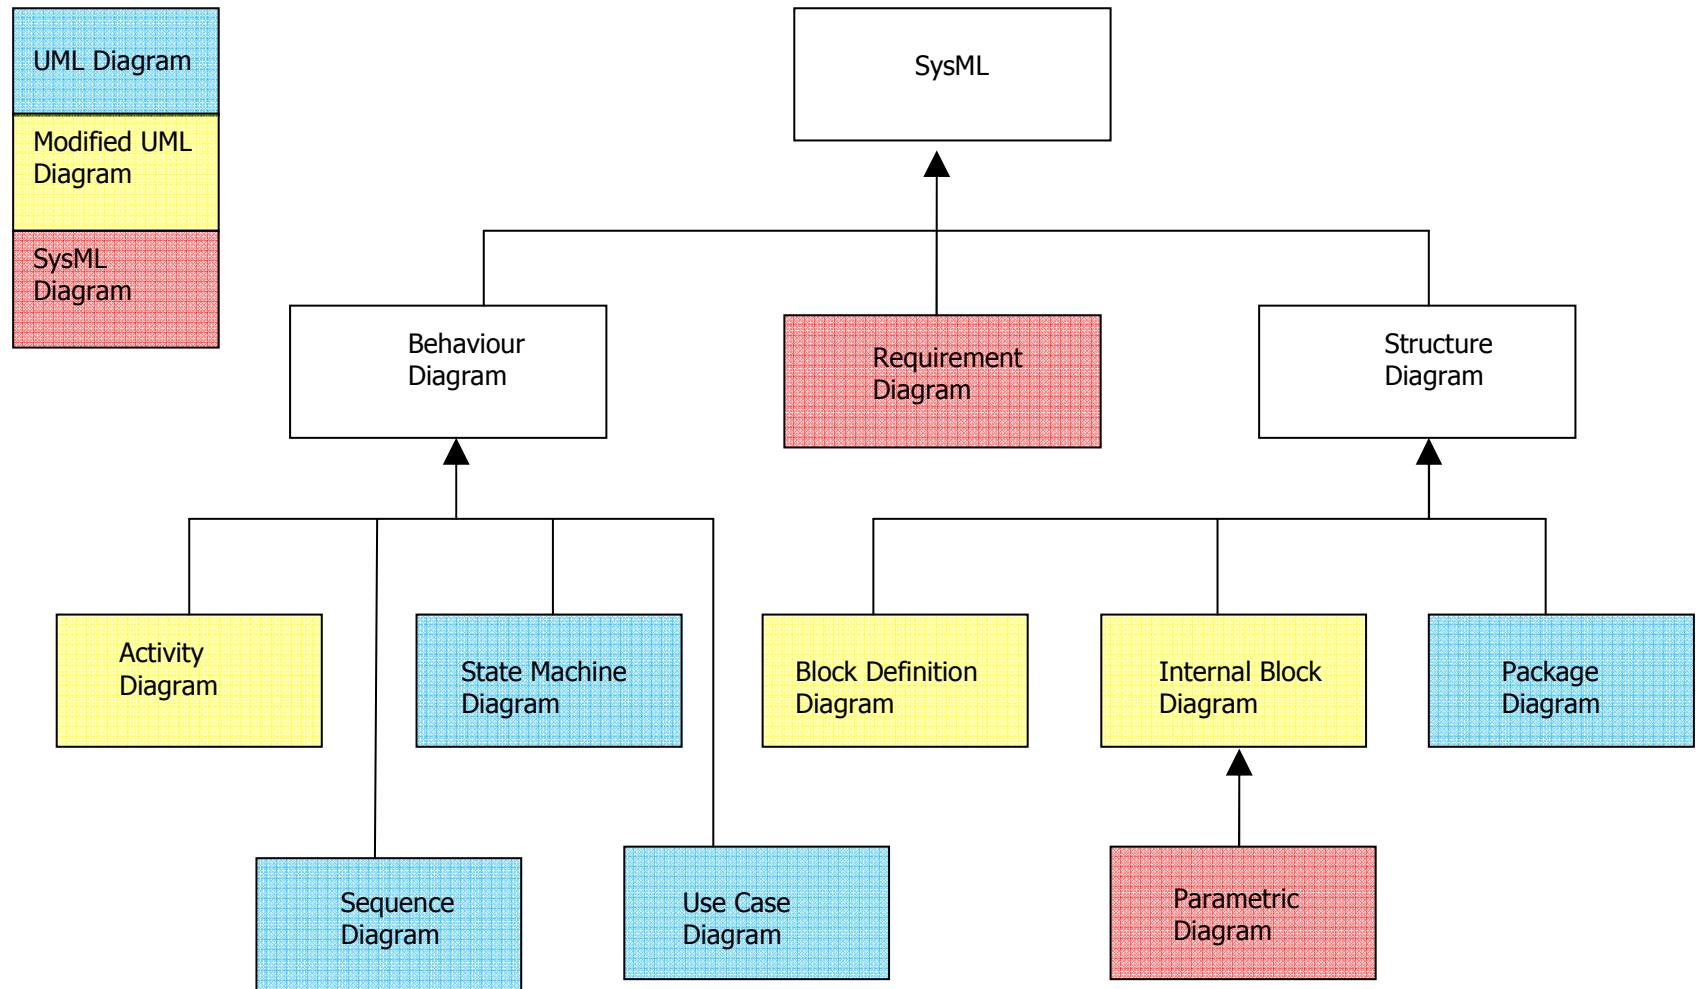 UML Diagram
Modified UML
Diagram
SysML
Diagram
SysML
Behaviour
Diagram
Requirement
Diagram
Structure
Diagram
Activity
Diagram
State Machine
Diagram
Block Definition
Diagram
Internal Block
Diagram
Package
Diagram
Sequence
Diagram
Use Case
Diagram
Parametric
Diagram